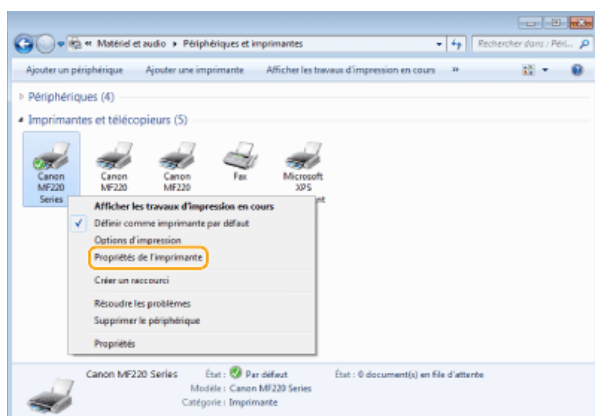 « Matériel et audio ▸ Périphériques et imprimantes
Rechercher dans : Péri...
Ajouter un périphérique Ajouter une imprimante Afficher les travaux d'impression en cours »
Périphériques (4)
Imprimantes et télécopieurs (5)
Canon MF220 Series
Canon MF220
Canon MF220
Fax
Microsoft XPS
nt
Afficher les travaux d'impression en cours
Définir comme imprimante par défaut
Options d'impression
Propriétés de l'imprimante
Créer un raccourci
Résoudre les problèmes
Supprimer le périphérique
Propriétés
Canon MF220 Series État : Par défaut État : 0 document(s) en file d'attente
Modèle : Canon MF220 Series
Catégorie : Imprimante